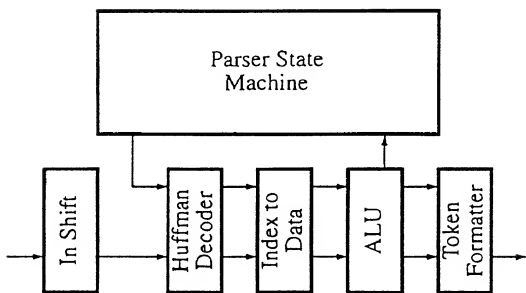 Parser State
Machine
In Shift
Huffman
Decoder
Index to
Data
ALU
Token
Formatter